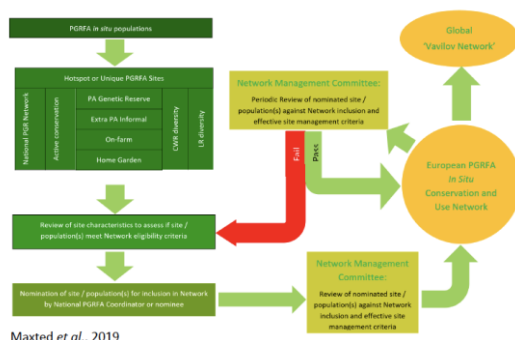 PGRFA in situ populations
Hotspot or Unique PGRFA Sites
National PGR Network
Active conservation
PA Genetic Reserve
Extra PA Informal
On-farm
Home Garden
CWR diversity
LR diversity
Review of site characteristics to assess if site /
population(s) meet Network eligibility criteria
Nomination of site / population(s) for inclusion in Network
by National PGRFA Coordinator or nominee
Network Management
Committee:
Review of nominated site /
population(s) against Network
inclusion and effective site
management criteria
Network Management Committee:
Periodic Review of nominated site /
population(s) against Network inclusion and
effective site management criteria
Fail
Pass
European PGRFA
In Situ
Conservation and
Use Network
Global
'Vavilov Network'
Maxted et al., 2019